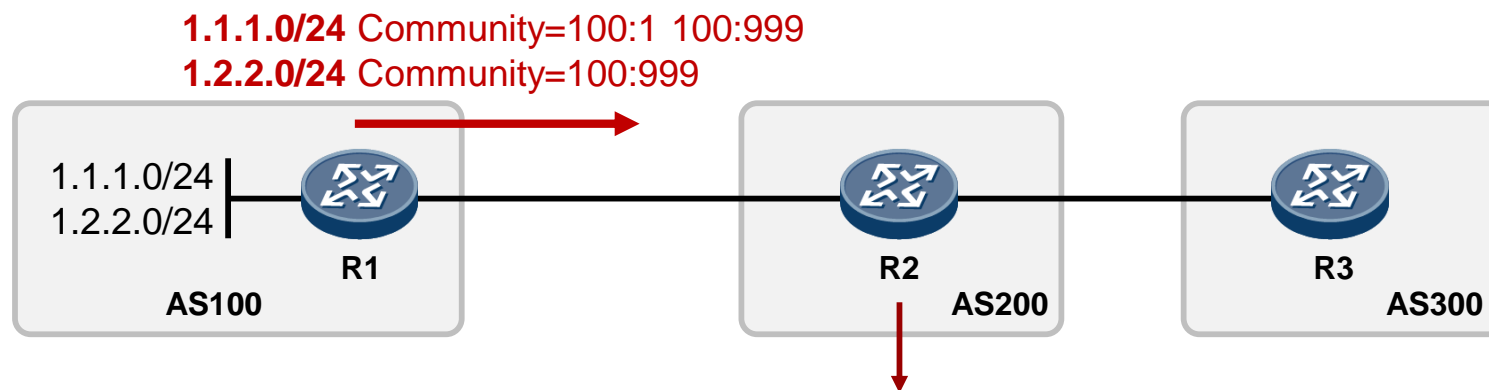 1.1.1.0/24 Community=100:1 100:999
1.2.2.0/24 Community=100:999
1.1.1.0/24
1.2.2.0/24
R1
R2
R3
AS100
AS200
AS300